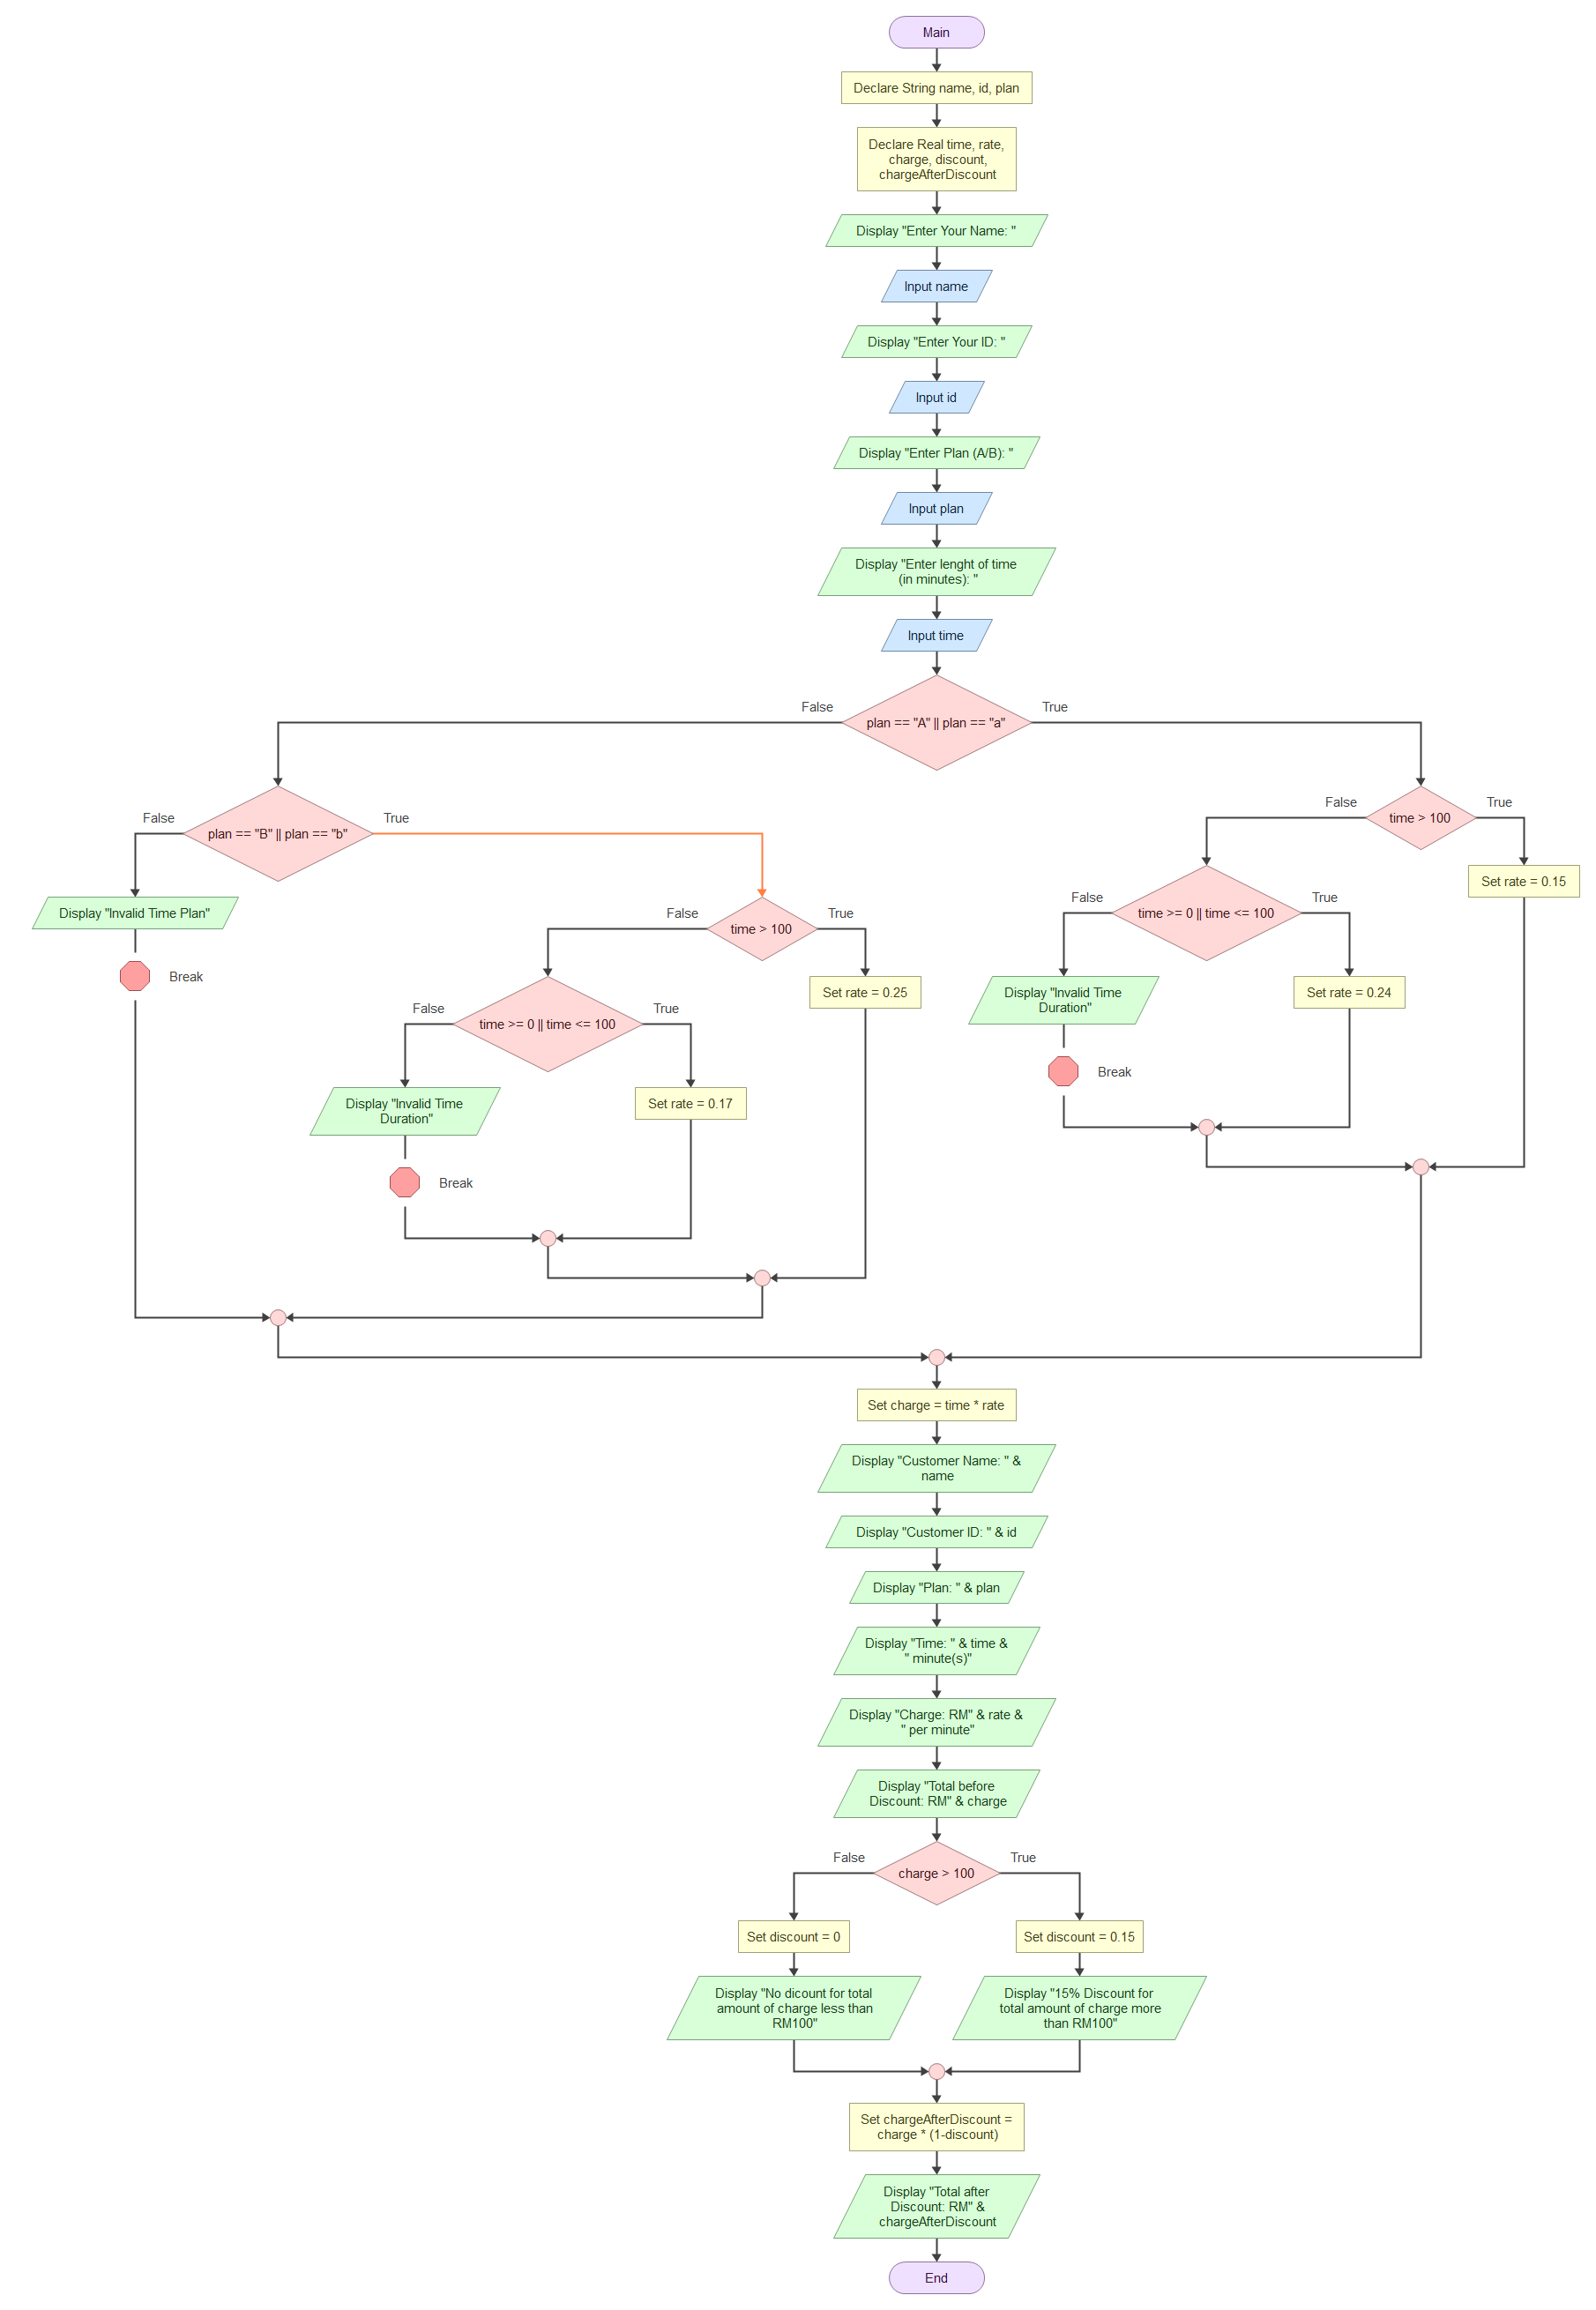 Main
Declare String name, id, plan
Declare Real time, rate,
charge, discount,
chargeAfterDiscount
Display "Enter Your Name: "
Input name
Display "Enter Your ID: "
Input id
Display "Enter Plan (A/B): "
Input plan
Display "Enter lenght of time
(in minutes): "
Input time
False
True
plan == "A" || plan == "a"
False
True
plan == "B" || plan == "b"
Display "Invalid Time Plan"
Break
False
True
time > 100
Set rate = 0.25
False
True
time >= 0 || time <= 100
Display "Invalid Time
Duration"
Break
Set rate = 0.17
False
True
time > 100
Set rate = 0.15
False
True
time >= 0 || time <= 100
Display "Invalid Time
Duration"
Break
Set rate = 0.24
Set charge = time * rate
Display "Customer Name: " &
name
Display "Customer ID: " & id
Display "Plan: " & plan
Display "Time: " & time &
" minute(s)"
Display "Charge: RM" & rate &
" per minute"
Display "Total before
Discount: RM" & charge
False
True
charge > 100
Set discount = 0
Display "No dicount for total
amount of charge less than
RM100"
Set discount = 0.15
Display "15% Discount for
total amount of charge more
than RM100"
Set chargeAfterDiscount =
charge * (1-discount)
Display "Total after
Discount: RM" &
chargeAfterDiscount
End